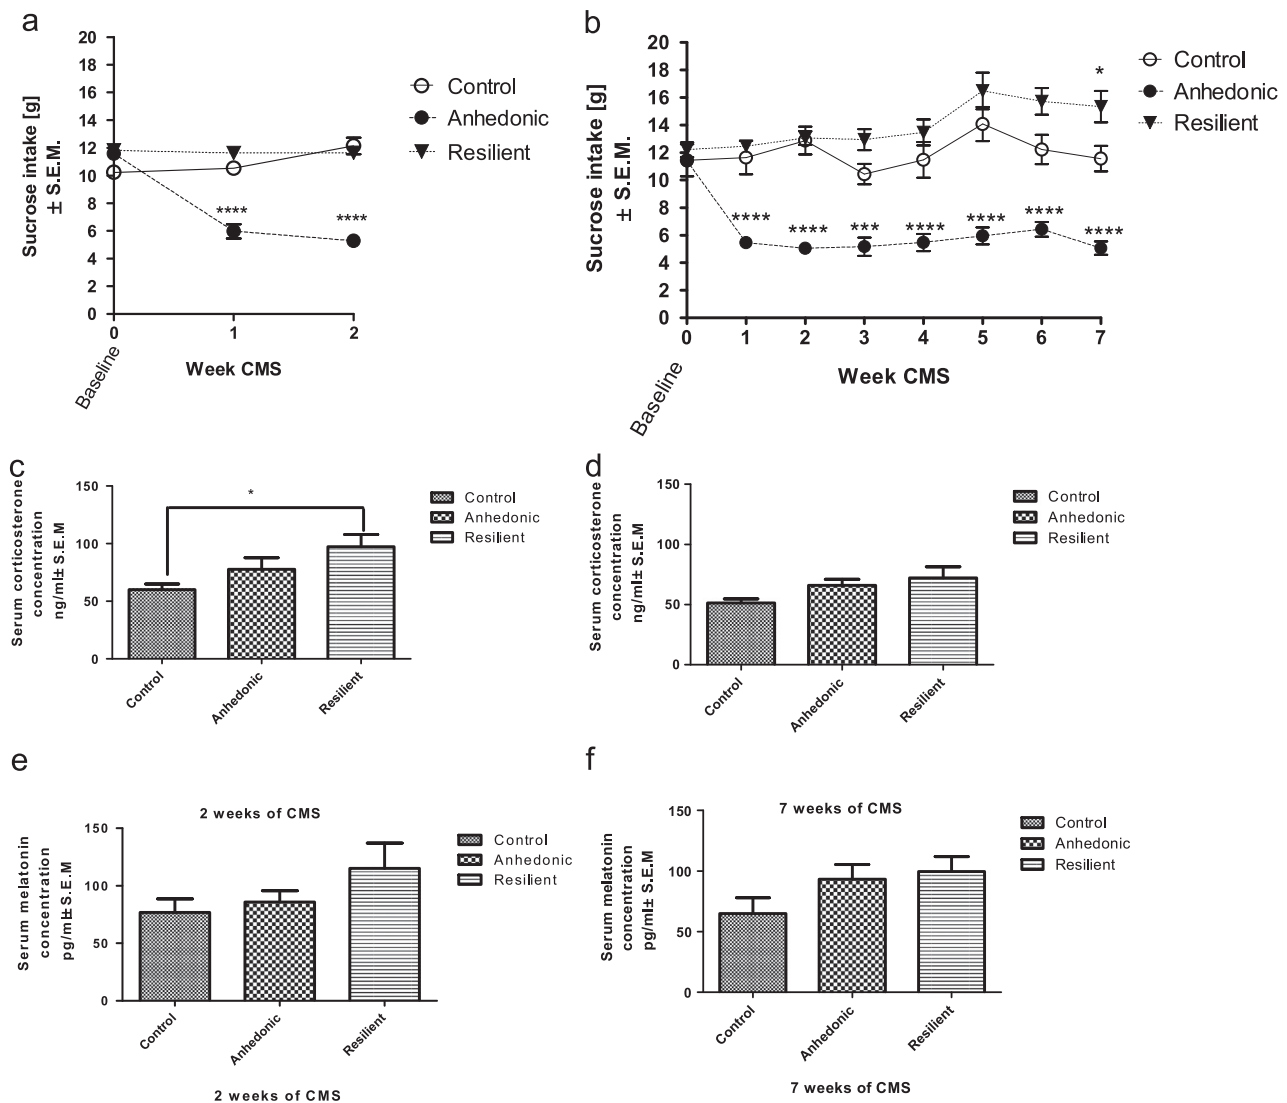 a
Sucrose intake [g]
± S.E.M.
20
18
16
14
12
10
8
6
4
2
0
****
****
0
1
2
Baseline
Week CMS
Control
Anhedonic
Resilient
b
Sucrose intake [g]
± S.E.M.
20
18
16
14
12
10
8
6
4
2
0
****
****
***
****
****
****
****
*
0
1
2
3
4
5
6
7
Baseline
Week CMS
Control
Anhedonic
Resilient
c
Serum corticosterone
concentration
ng/ml± S.E.M
150
100
50
0
*
Control
Anhedonic
Resilient
Control
Anhedonic
Resilient
d
Serum corticosterone
concentration
ng/ml± S.E.M
150
100
50
0
Control
Anhedonic
Resilient
Control
Anhedonic
Resilient
e
2 weeks of CMS
Serum melatonin
concentration
pg/ml± S.E.M
150
100
50
0
Control
Anhedonic
Resilient
Control
Anhedonic
Resilient
2 weeks of CMS
f
7 weeks of CMS
Serum melatonin
concentration
pg/ml± S.E.M
150
100
50
0
Control
Anhedonic
Resilient
Control
Anhedonic
Resilient
7 weeks of CMS